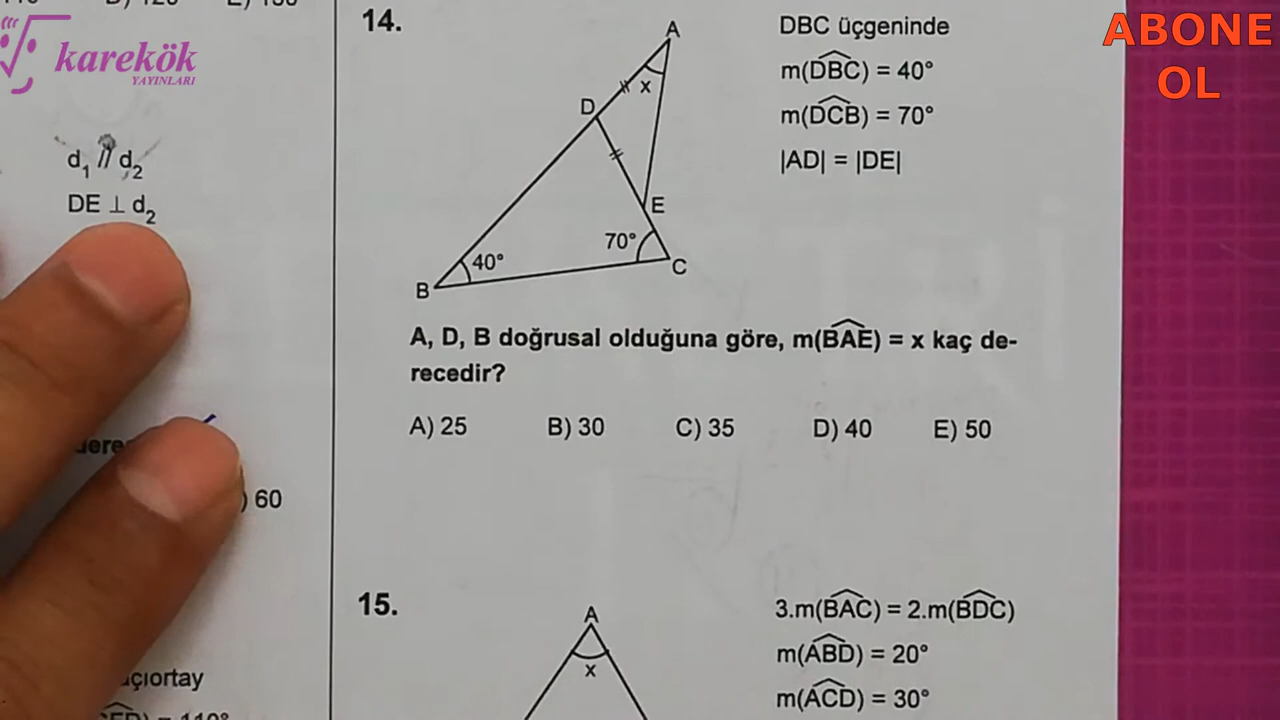 ABONE
OL
karekök
YAYINLARI
d₁ // d₂
DE ⊥ d₂
60
çıortay
14.
A
x
D
E
70°
40°
B
C
DBC üçgeninde
m(DBC) = 40°
m(DCB) = 70°
|AD| = |DE|
A, D, B doğrusal olduğuna göre, m(BAE) = x kaç de-
recedir?
A) 25 B) 30 C) 35 D) 40 E) 50
15.
A
x
3.m(BAC) = 2.m(BDC)
m(ABD) = 20°
m(ACD) = 30°